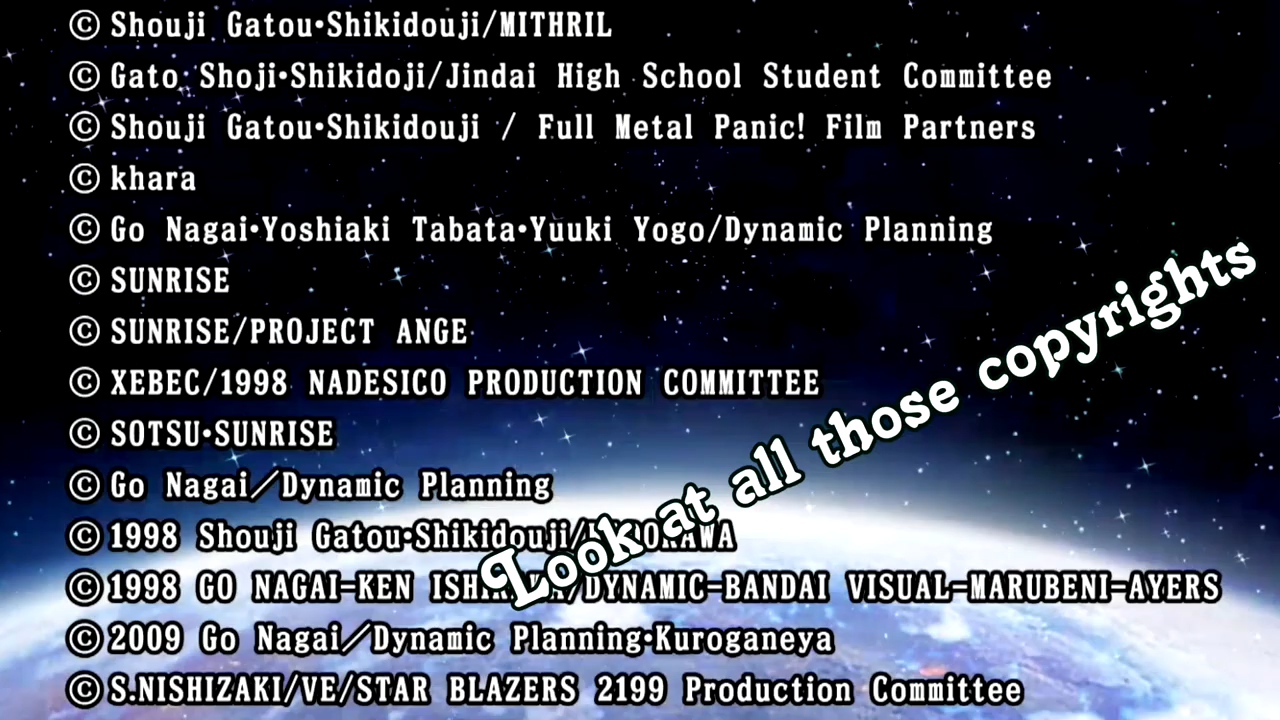 © Shouji Gatou•Shikidouji/MITHRIL
© Gato Shoji•Shikidoji/Jindai High School Student Committee
© Shouji Gatou•Shikidouji / Full Metal Panic! Film Partners
© khara
© Go Nagai•Yoshiaki Tabata•Yuuki Yogo/Dynamic Planning
© SUNRISE
© SUNRISE/PROJECT ANGE
© XEBEC/1998 NADESICO PRODUCTION COMMITTEE
© SOTSU•SUNRISE
© Go Nagai／Dynamic Planning
© 1998 Shouji Gatou•Shikidouji/
© 1998 GO NAGAI-KEN /DYNAMIC-BANDAI VISUAL-MARUBENI-AYERS
© 2009 Go Nagai／Dynamic Planning•Kuroganeya
© S.NISHIZAKI/VE/STAR BLAZERS 2199 Production Committee
Look at all those copyrights